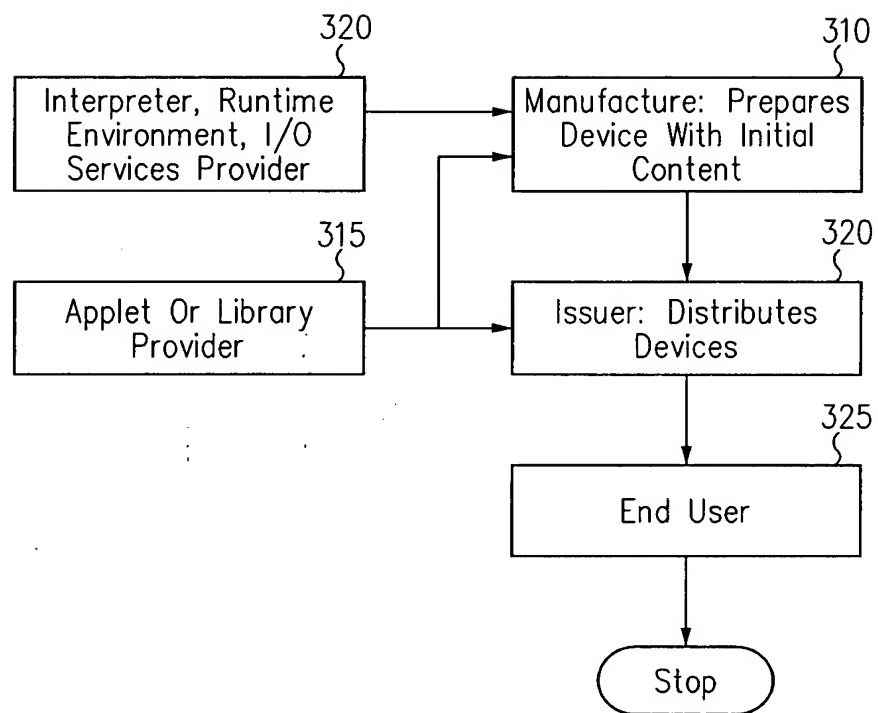 320
Interpreter, Runtime
Environment, I/O
Services Provider
310
Manufacture: Prepares
Device With Initial
Content
315
Applet Or Library
Provider
320
Issuer: Distributes
Devices
325
End User
Stop